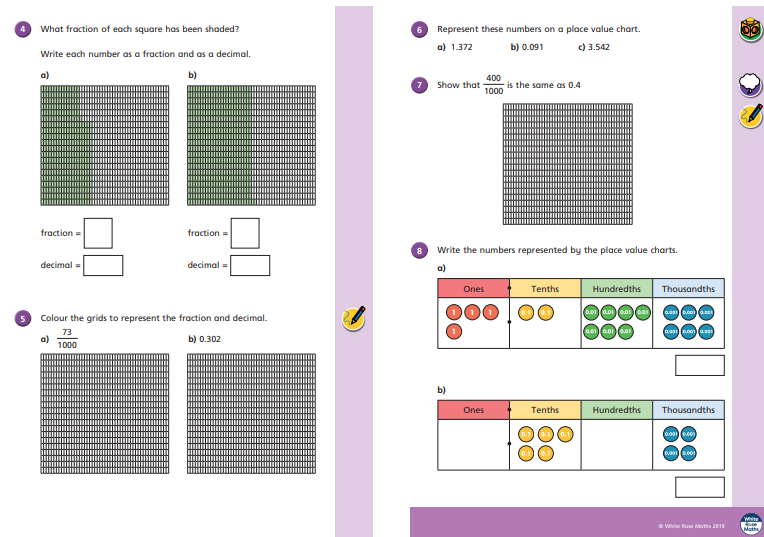 4 What fraction of each square has been shaded?
Write each number as a fraction and as a decimal.
a) b)
fraction = fraction =
decimal = decimal =
5 Colour the grids to represent the fraction and decimal.
a) 73/1000 b) 0.302
6 Represent these numbers on a place value chart.
a) 1.372 b) 0.091 c) 3.542
7 Show that 400/1000 is the same as 0.4
8 Write the numbers represented by the place value charts.
a)
Ones Tenths Hundredths Thousandths
1 1 1 0.1 0.1 0.01 0.01 0.01 0.01 0.001 0.001 0.001
1 0.01 0.01 0.01 0.001 0.001 0.001
b)
Ones Tenths Hundredths Thousandths
0.1 0.1 0.1 0.001 0.001
0.1 0.1 0.001 0.001
© White Rose Maths 2019
White
Rose
Maths